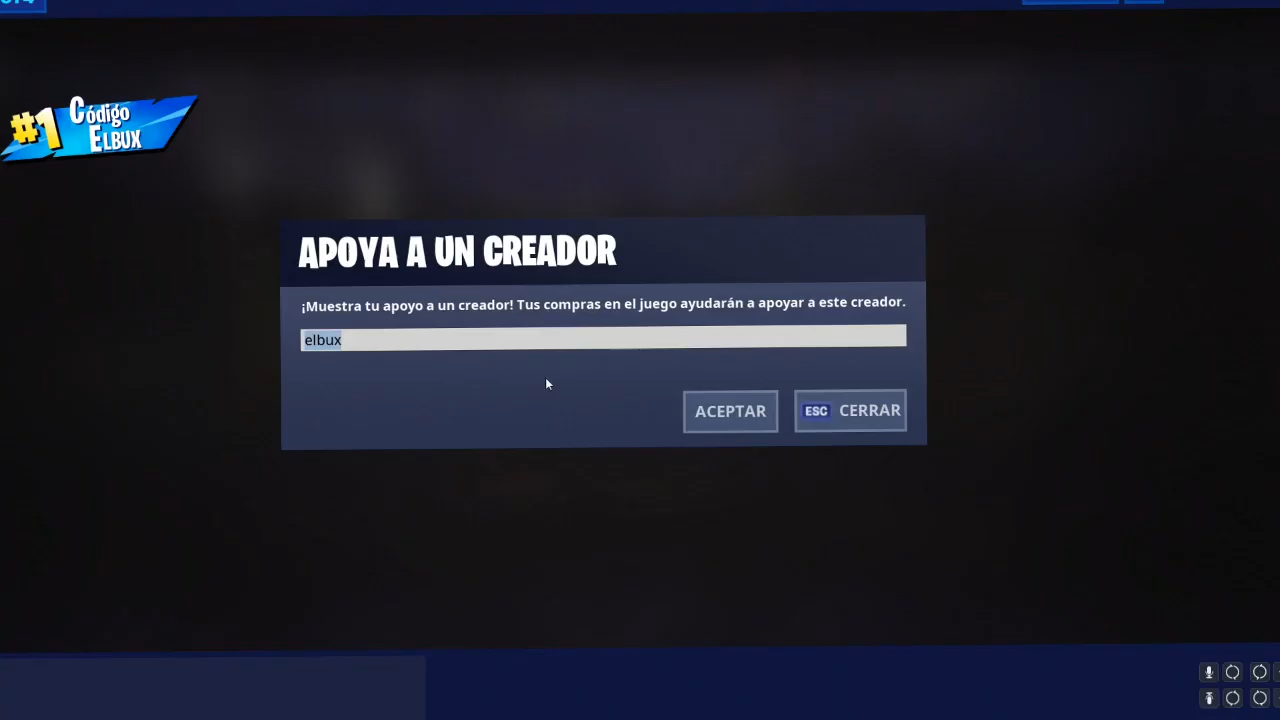 #1 Código
ELBUX
APOYA A UN CREADOR
¡Muestra tu apoyo a un creador! Tus compras en el juego ayudarán a apoyar a este creador.
elbux
ACEPTAR
ESC CERRAR